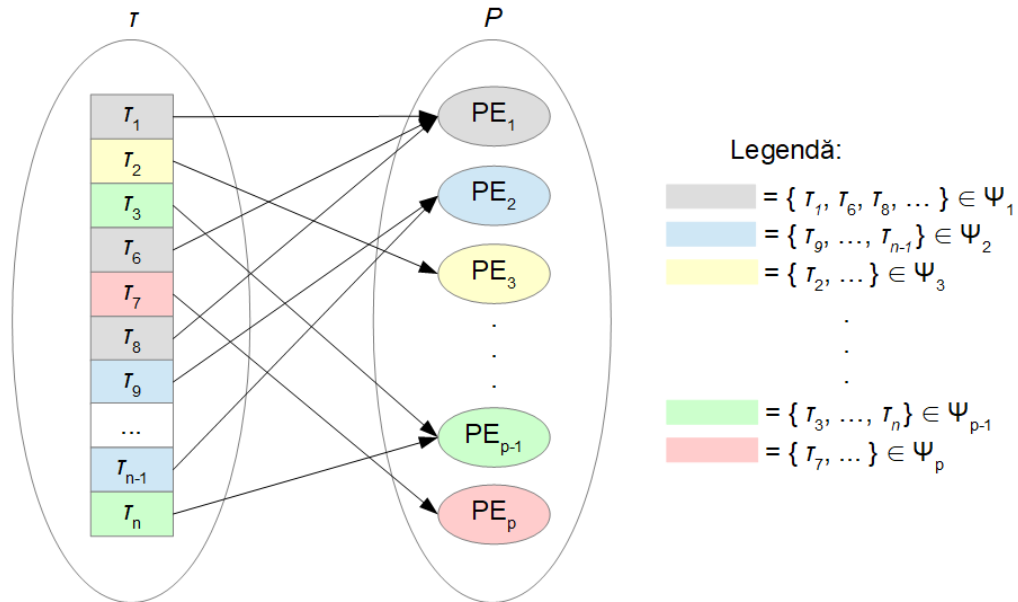 τ
P
τ1
τ2
τ3
τ6
τ7
τ8
τ9
...
τn-1
τn
PE1
PE2
PE3
.
.
.
PEp-1
PEp
Legendă:
= { τ1, τ6, τ8, … } ∈ Ψ1
= { τ9, …, τn-1} ∈ Ψ2
= { τ2, … } ∈ Ψ3
.
.
.
= { τ3, …, τn} ∈ Ψp-1
= { τ7, … } ∈ Ψp